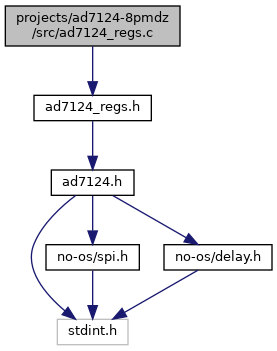 projects/ad7124-8pmdz
/src/ad7124_regs.c
ad7124_regs.h
ad7124.h
no-os/spi.h
no-os/delay.h
stdint.h